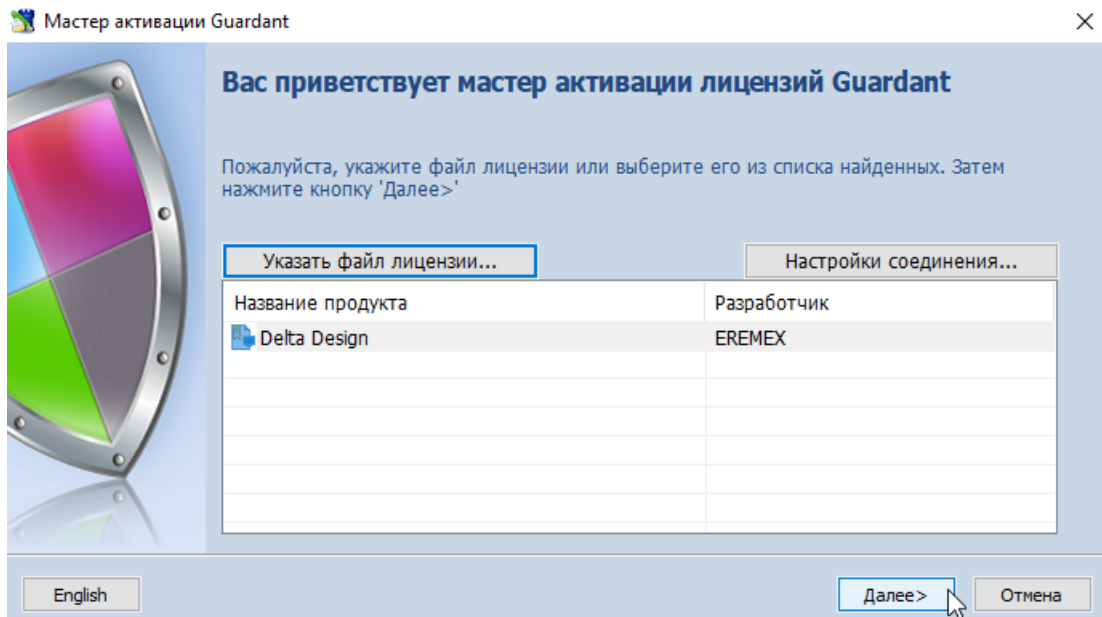 Мастер активации Guardant
Вас приветствует мастер активации лицензий Guardant
Пожалуйста, укажите файл лицензии или выберите его из списка найденных. Затем
нажмите кнопку 'Далее>'
Указать файл лицензии... Настройки соединения...
Название продукта Разработчик
Delta Design EREMEX
English Далее> Отмена